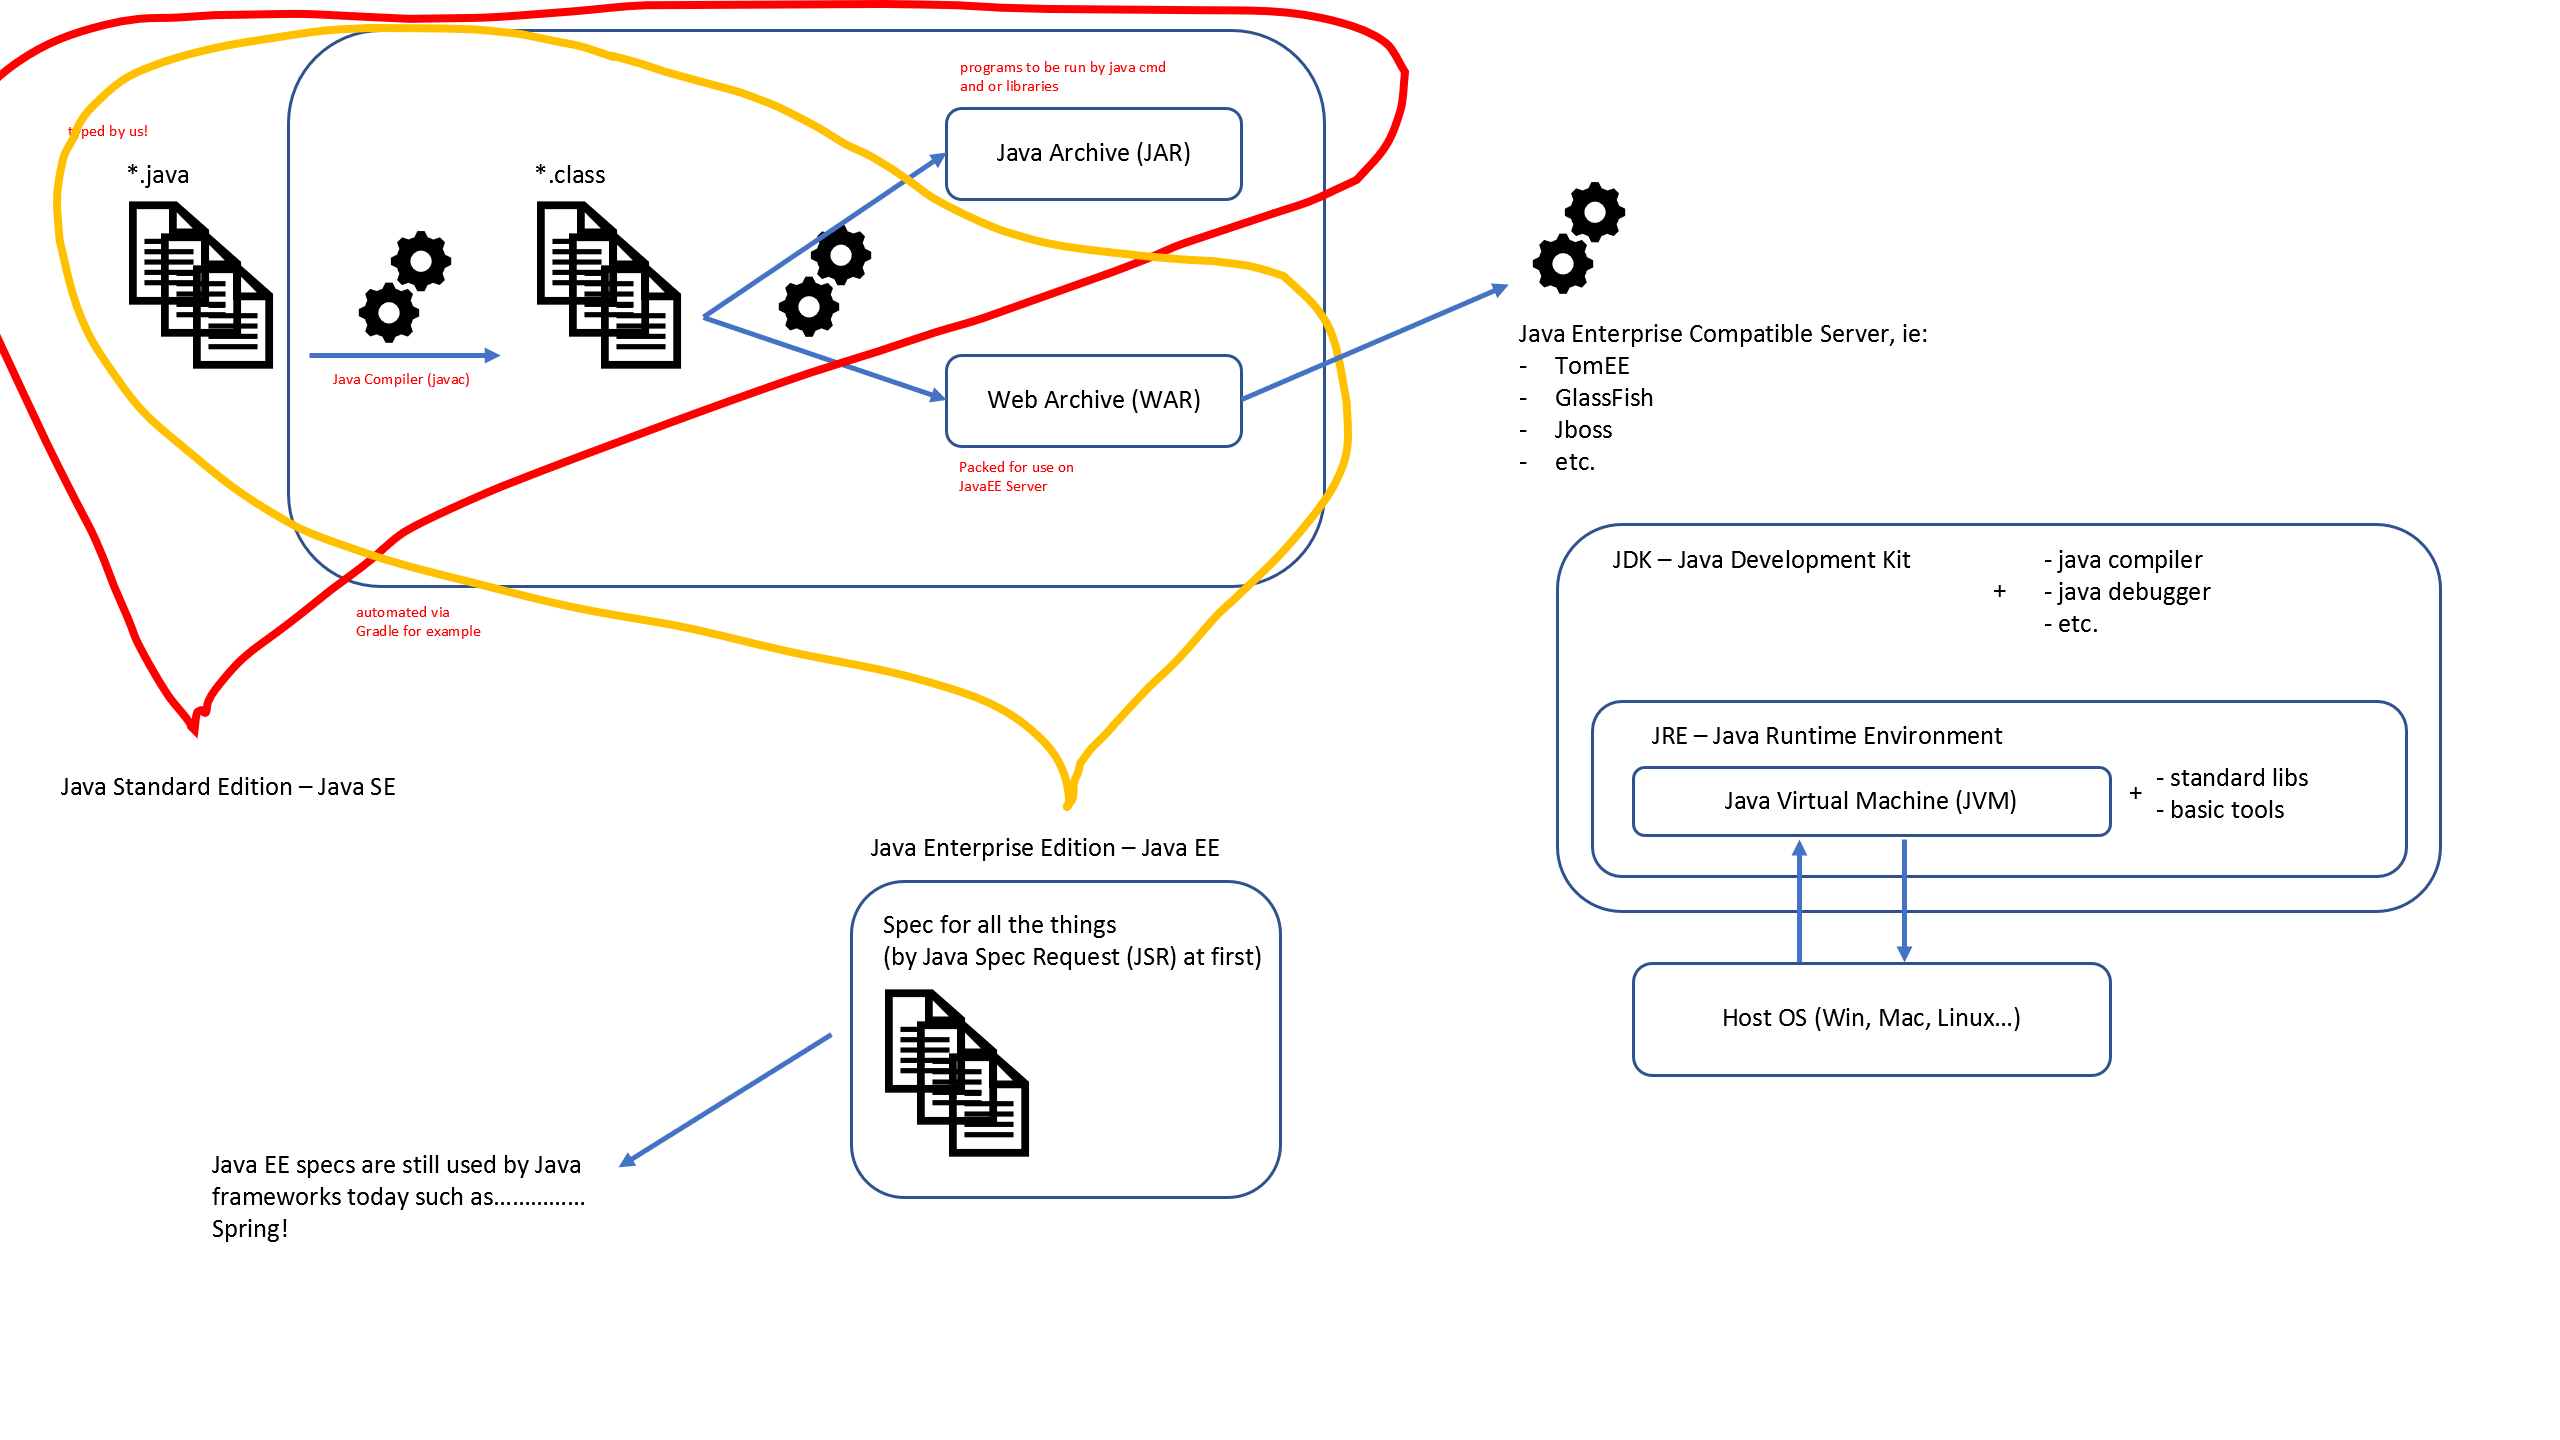 programs to be run by java cmd
and or libraries
Java Archive (JAR)
typed by us!
*.java
*.class
Java Compiler (javac)
Web Archive (WAR)
Packed for use on
JavaEE Server
automated via
Gradle for example
Java Enterprise Compatible Server, ie:
- TomEE
- GlassFish
- Jboss
- etc.
JDK – Java Development Kit
+
- java compiler
- java debugger
- etc.
JRE – Java Runtime Environment
Java Virtual Machine (JVM)
+
- standard libs
- basic tools
Host OS (Win, Mac, Linux...)
Java Standard Edition – Java SE
Java Enterprise Edition – Java EE
Spec for all the things
(by Java Spec Request (JSR) at first)
Java EE specs are still used by Java
frameworks today such as……………
Spring!